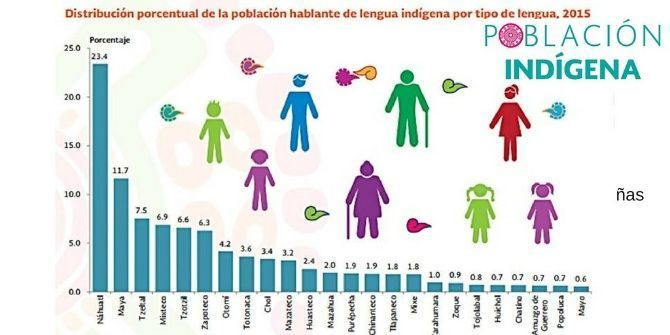 Distribución porcentual de la población hablante de lengua indígena por tipo de lengua, 2015
POBLACIÓN
INDÍGENA
Porcentaje
25.0
20.0
15.0
10.0
5.0
0.0
23.4
11.7
7.5
6.9
6.6
6.3
4.2
3.6
3.4
3.2
2.4
2.0
1.9
1.9
1.8
1.8
1.0
0.9
0.8
0.7
0.7
0.7
0.7
0.6
ñas
Náhuatl
Maya
Tzeltal
Mixteco
Tzotzil
Zapoteco
Otomí
Totonaca
Chol
Mazateco
Huasteco
Mazahua
Purépecha
Chinanteco
Tlapaneco
Mixe
Tarahumara
Zoque
Tojolabal
Huichol
Chatino
Amuzgo de
Guerrero
Popoluca
Mayo